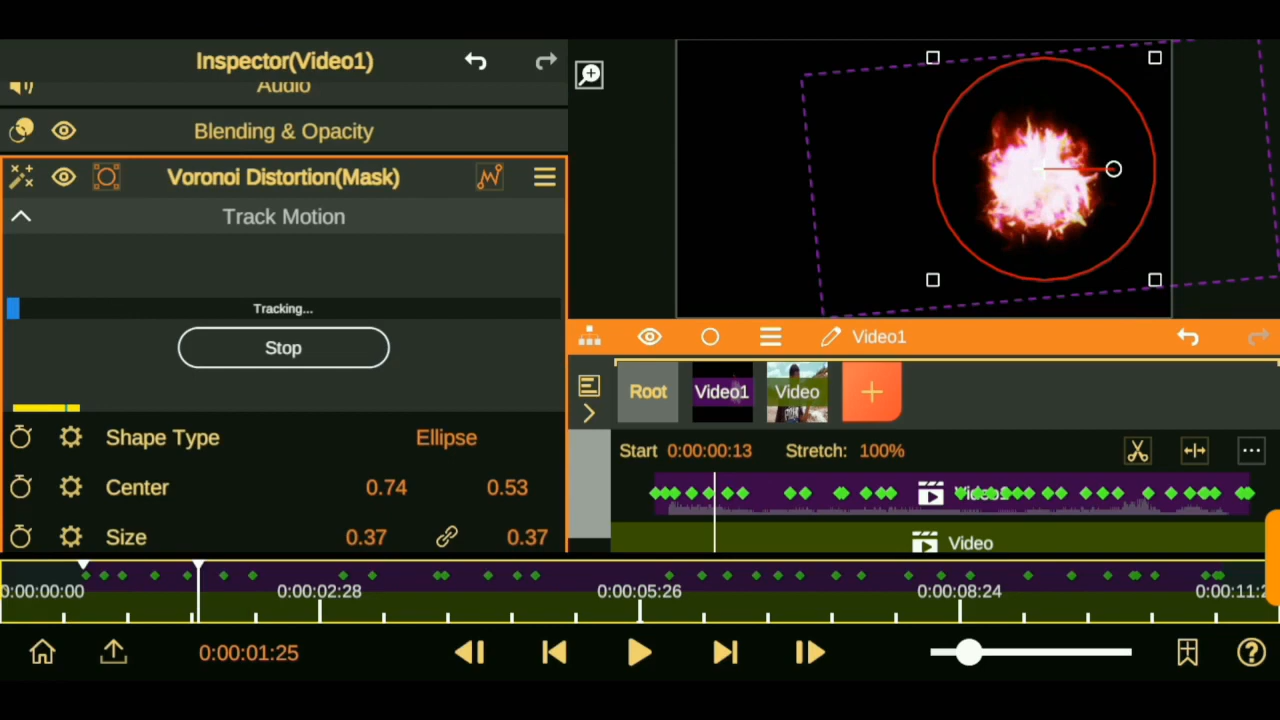 Inspector(Video1)
Audio
Blending & Opacity
Voronoi Distortion(Mask)
Track Motion
Tracking...
Stop
Shape Type Ellipse
Center 0.74 0.53
Size 0.37 0.37
Video1
Root Video1 Video
Start 0:00:00:13 Stretch: 100%
Video
0:00:00:00 0:00:02:28 0:00:05:26 0:00:08:24
0:00:01:25